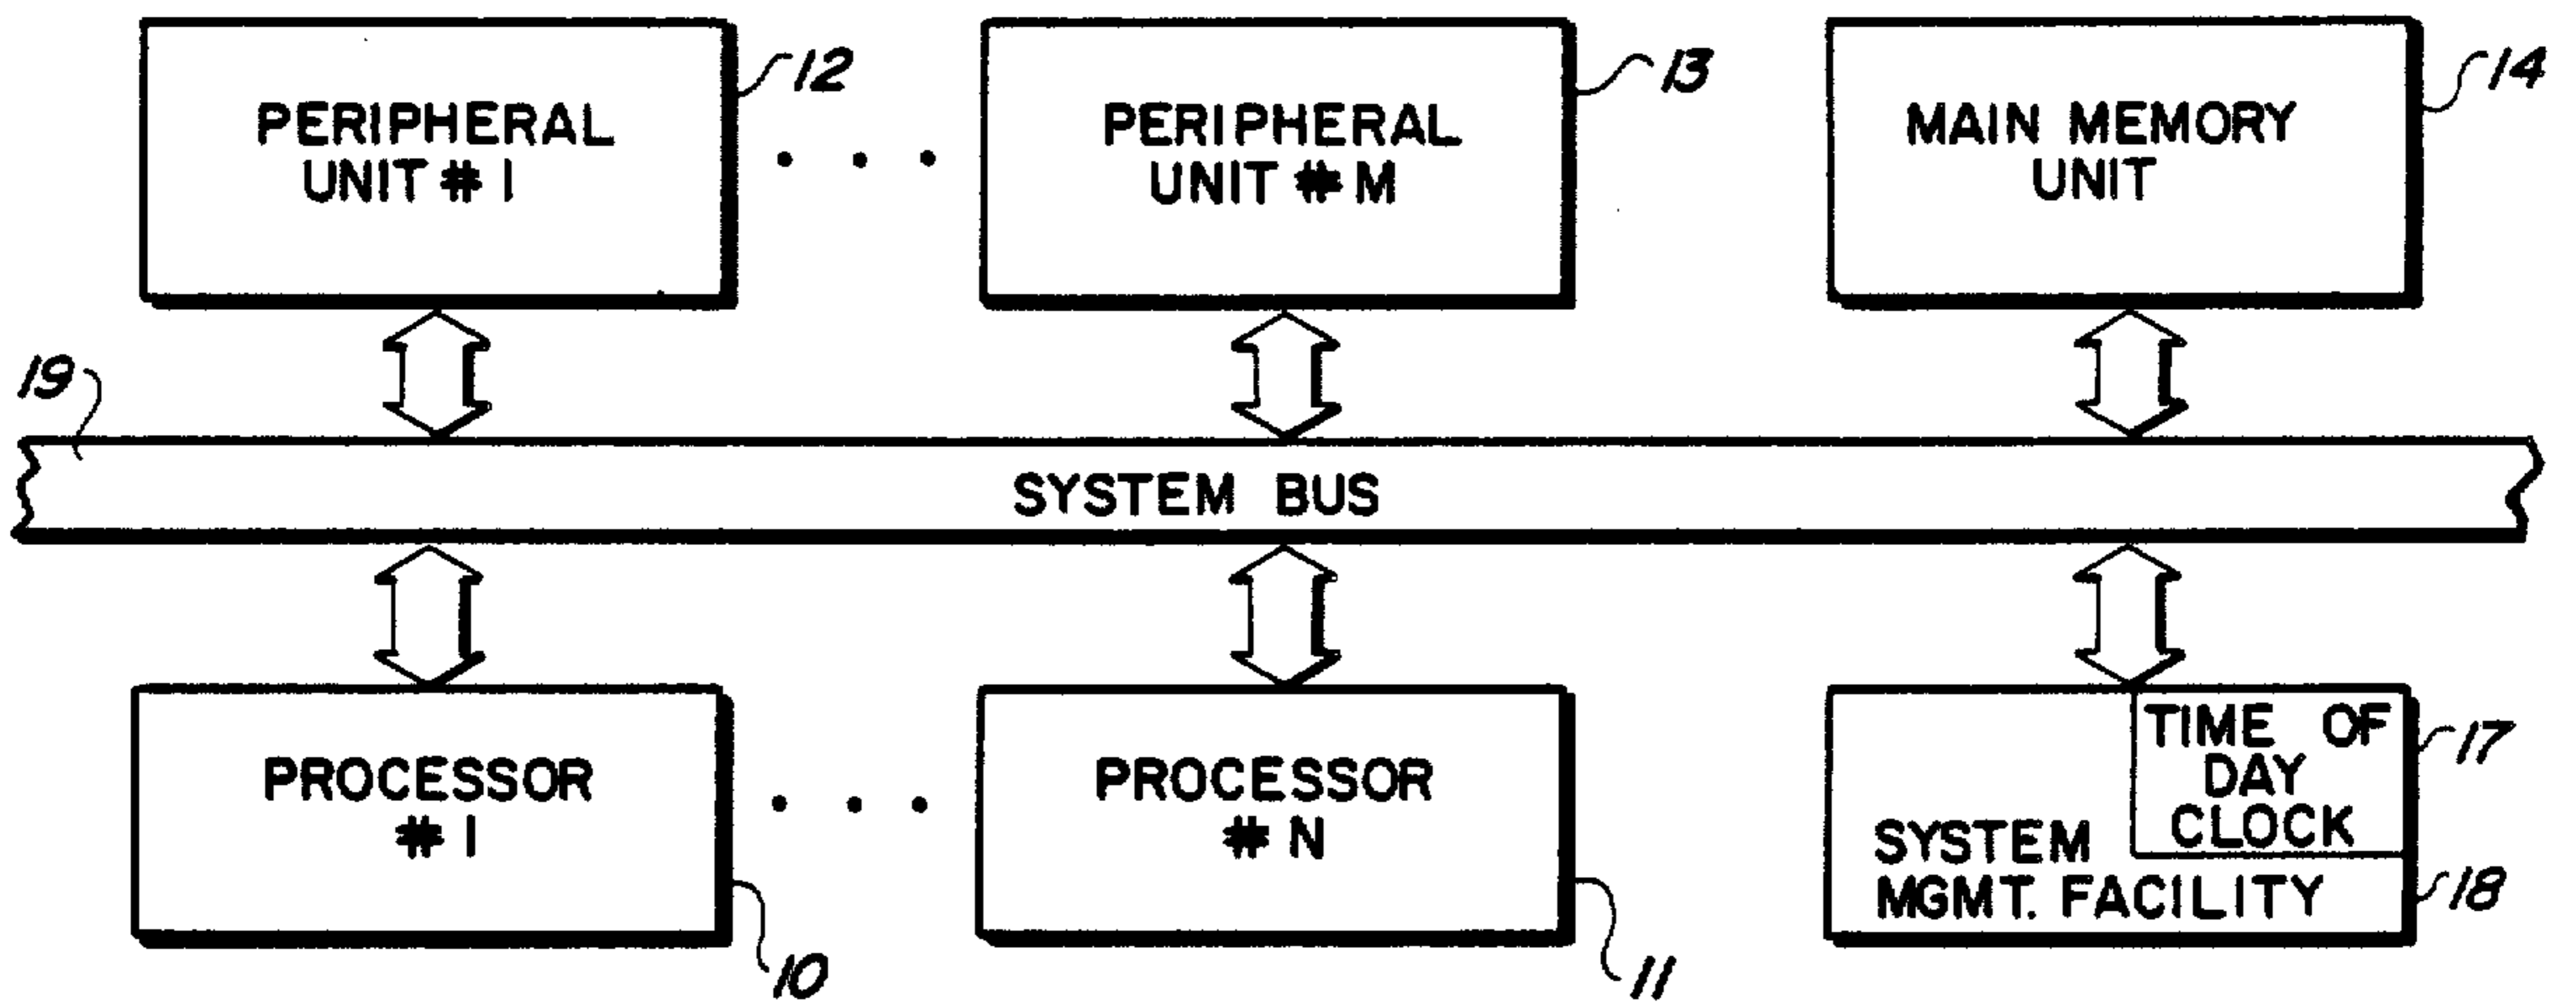 PERIPHERAL
UNIT # 1
12
PERIPHERAL
UNIT # M
13
MAIN MEMORY
UNIT
14
19
SYSTEM BUS
PROCESSOR
# 1
10
PROCESSOR
# N
11
TIME OF
DAY
CLOCK
17
SYSTEM
MGMT. FACILITY
18